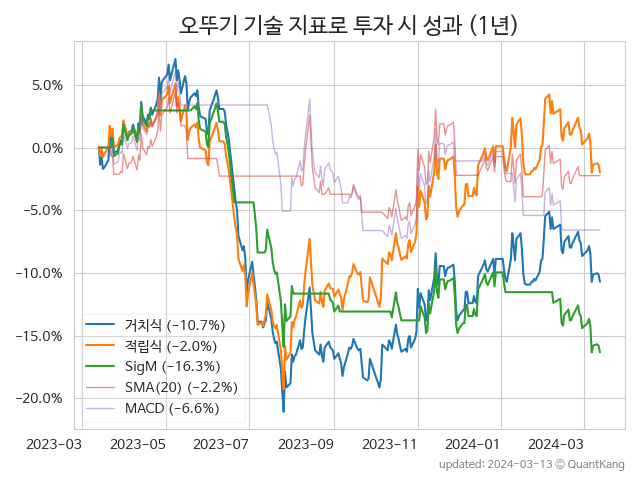 오뚜기 기술 지표로 투자 시 성과 (1년)
5.0%
0.0%
−5.0%
−10.0%
−15.0%
−20.0%
거치식 (−10.7%)
적립식 (−2.0%)
SigM (−16.3%)
SMA(20) (−2.2%)
MACD (−6.6%)
2023-03 2023-05 2023-07 2023-09 2023-11 2024-01 2024-03
updated: 2024-03-13 © QuantKang